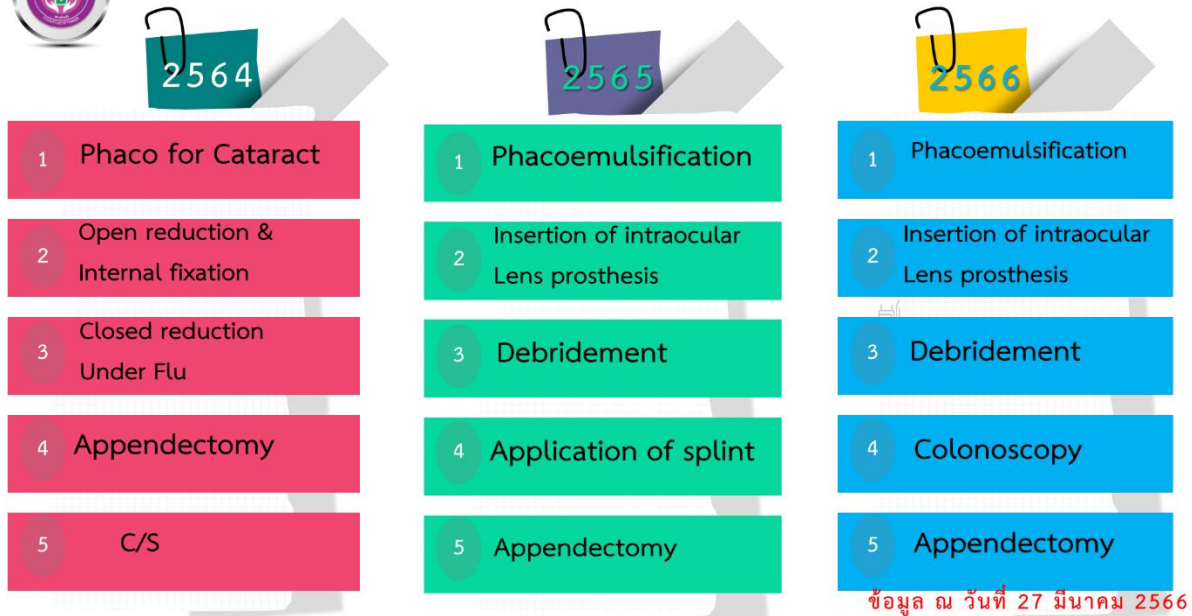 2564
1 Phaco for Cataract
2 Open reduction &
Internal fixation
3 Closed reduction
Under Flu
4 Appendectomy
5 C/S
2565
1 Phacoemulsification
2 Insertion of intraocular
Lens prosthesis
3 Debridement
4 Application of splint
5 Appendectomy
2566
1 Phacoemulsification
2 Insertion of intraocular
Lens prosthesis
3 Debridement
4 Colonoscopy
5 Appendectomy
ข้อมูล ณ วันที่ 27 มีนาคม 2566